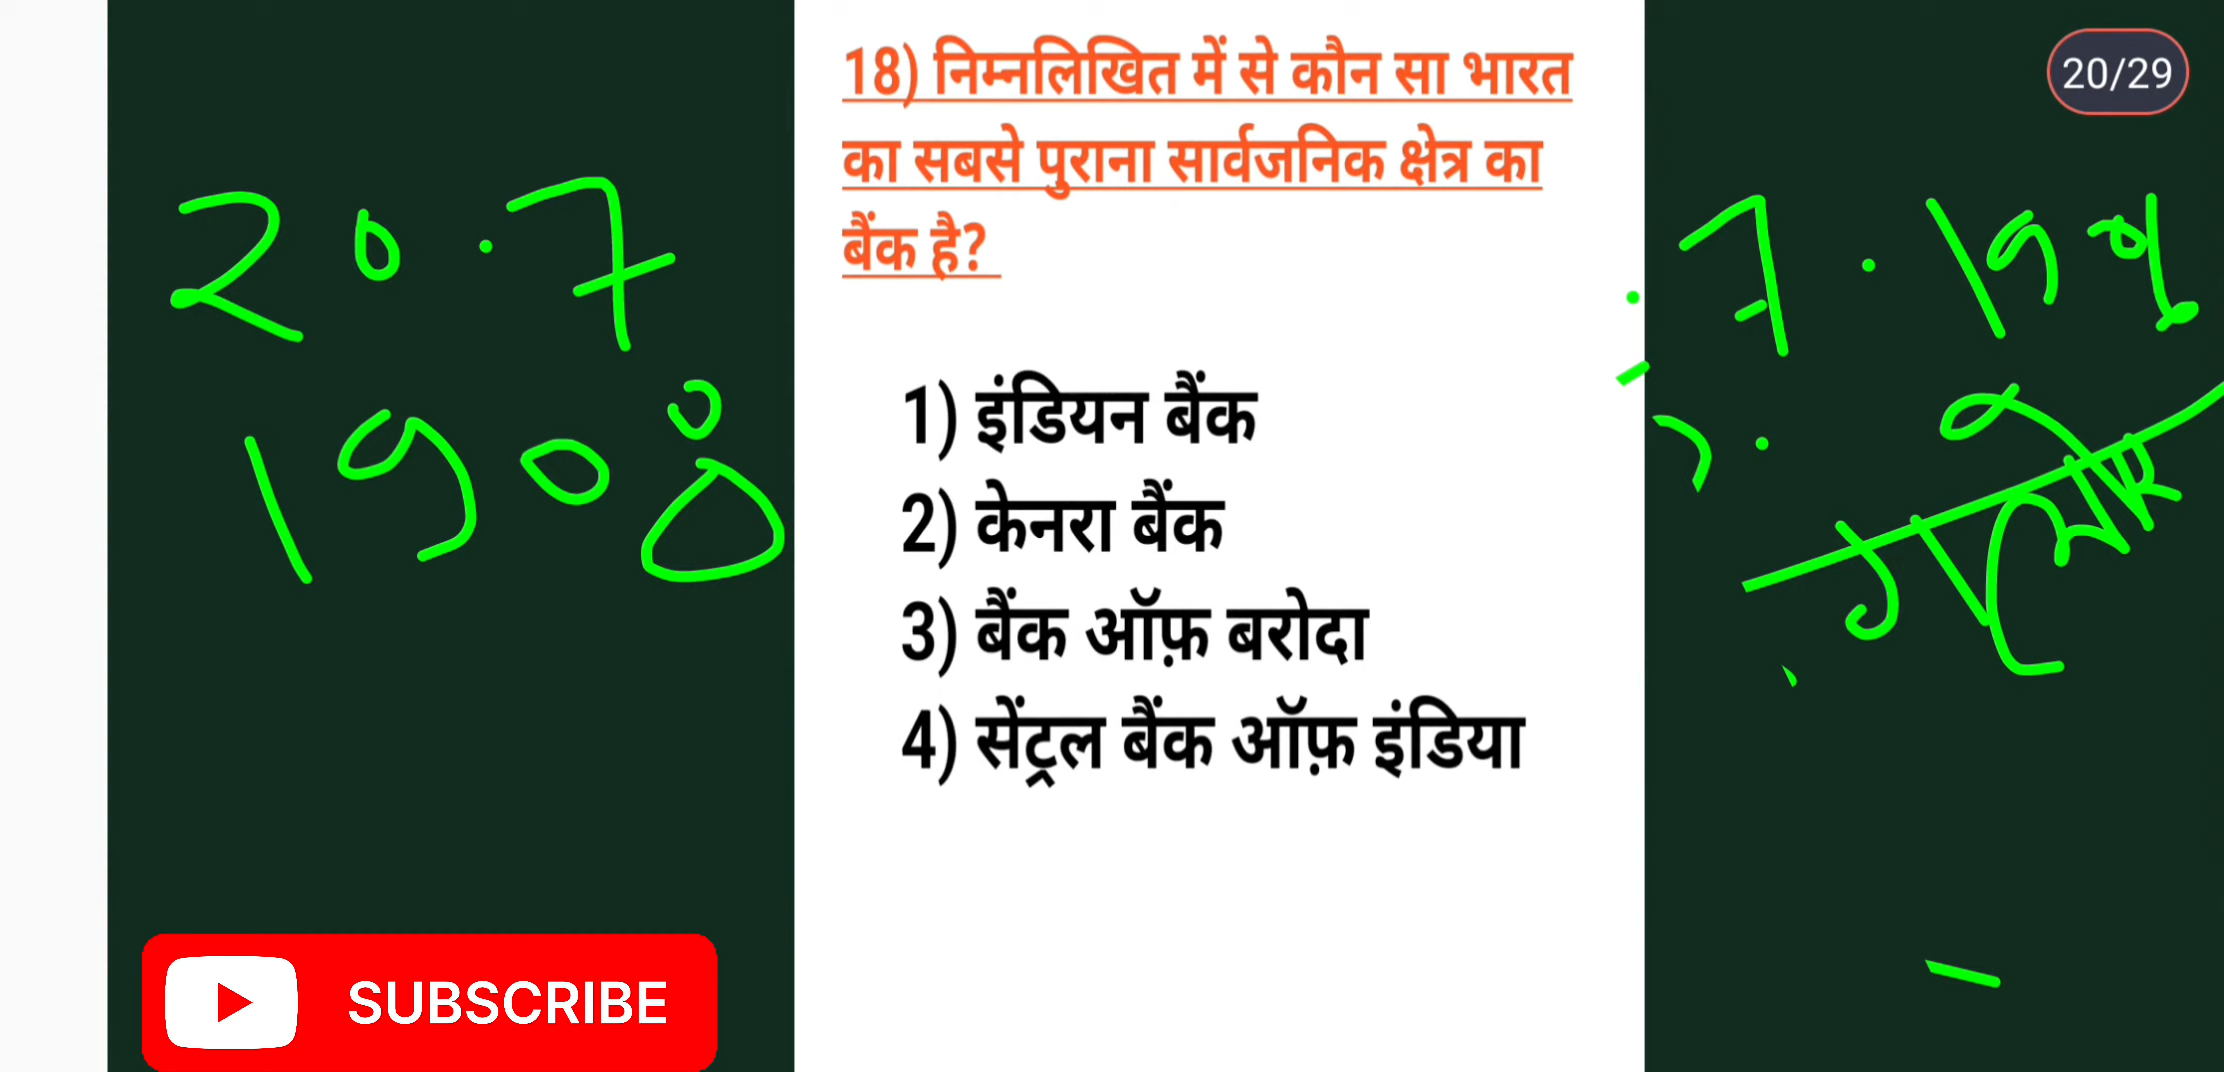 20/29
18) निम्नलिखित में से कौन सा भारत
का सबसे पुराना सार्वजनिक क्षेत्र का
बैंक है?
1) इंडियन बैंक
2) केनरा बैंक
3) बैंक ऑफ़ बरोदा
4) सेंट्रल बैंक ऑफ़ इंडिया
20.7
1908
SUBSCRIBE